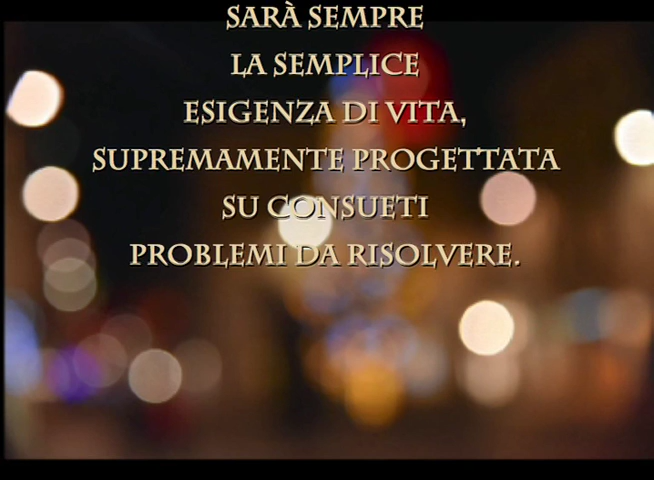 SARÀ SEMPRE
LA SEMPLICE
ESIGENZA DI VITA,
SUPREMAMENTE PROGETTATA
SU CONSUETI
PROBLEMI DA RISOLVERE.